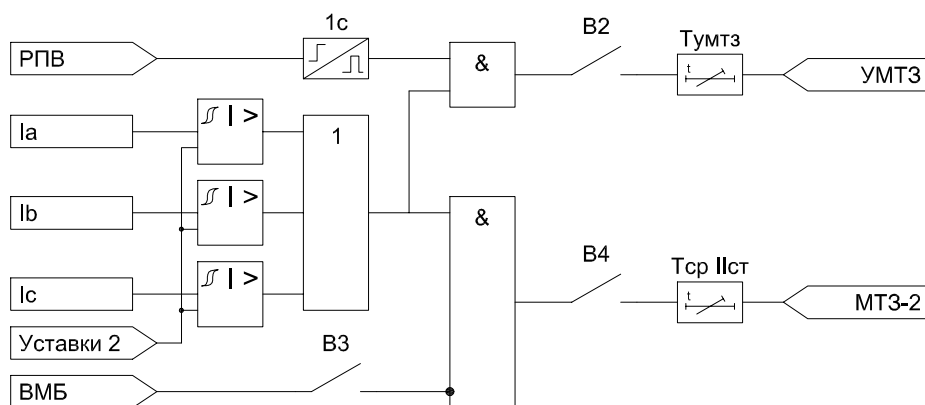 1с
РПВ
&
В2
Тумтз
t
УМТЗ
Ia
I >
1
Ib
I >
&
В4
Тср IIст
t
МТЗ-2
Ic
I >
Уставки 2
В3
ВМБ